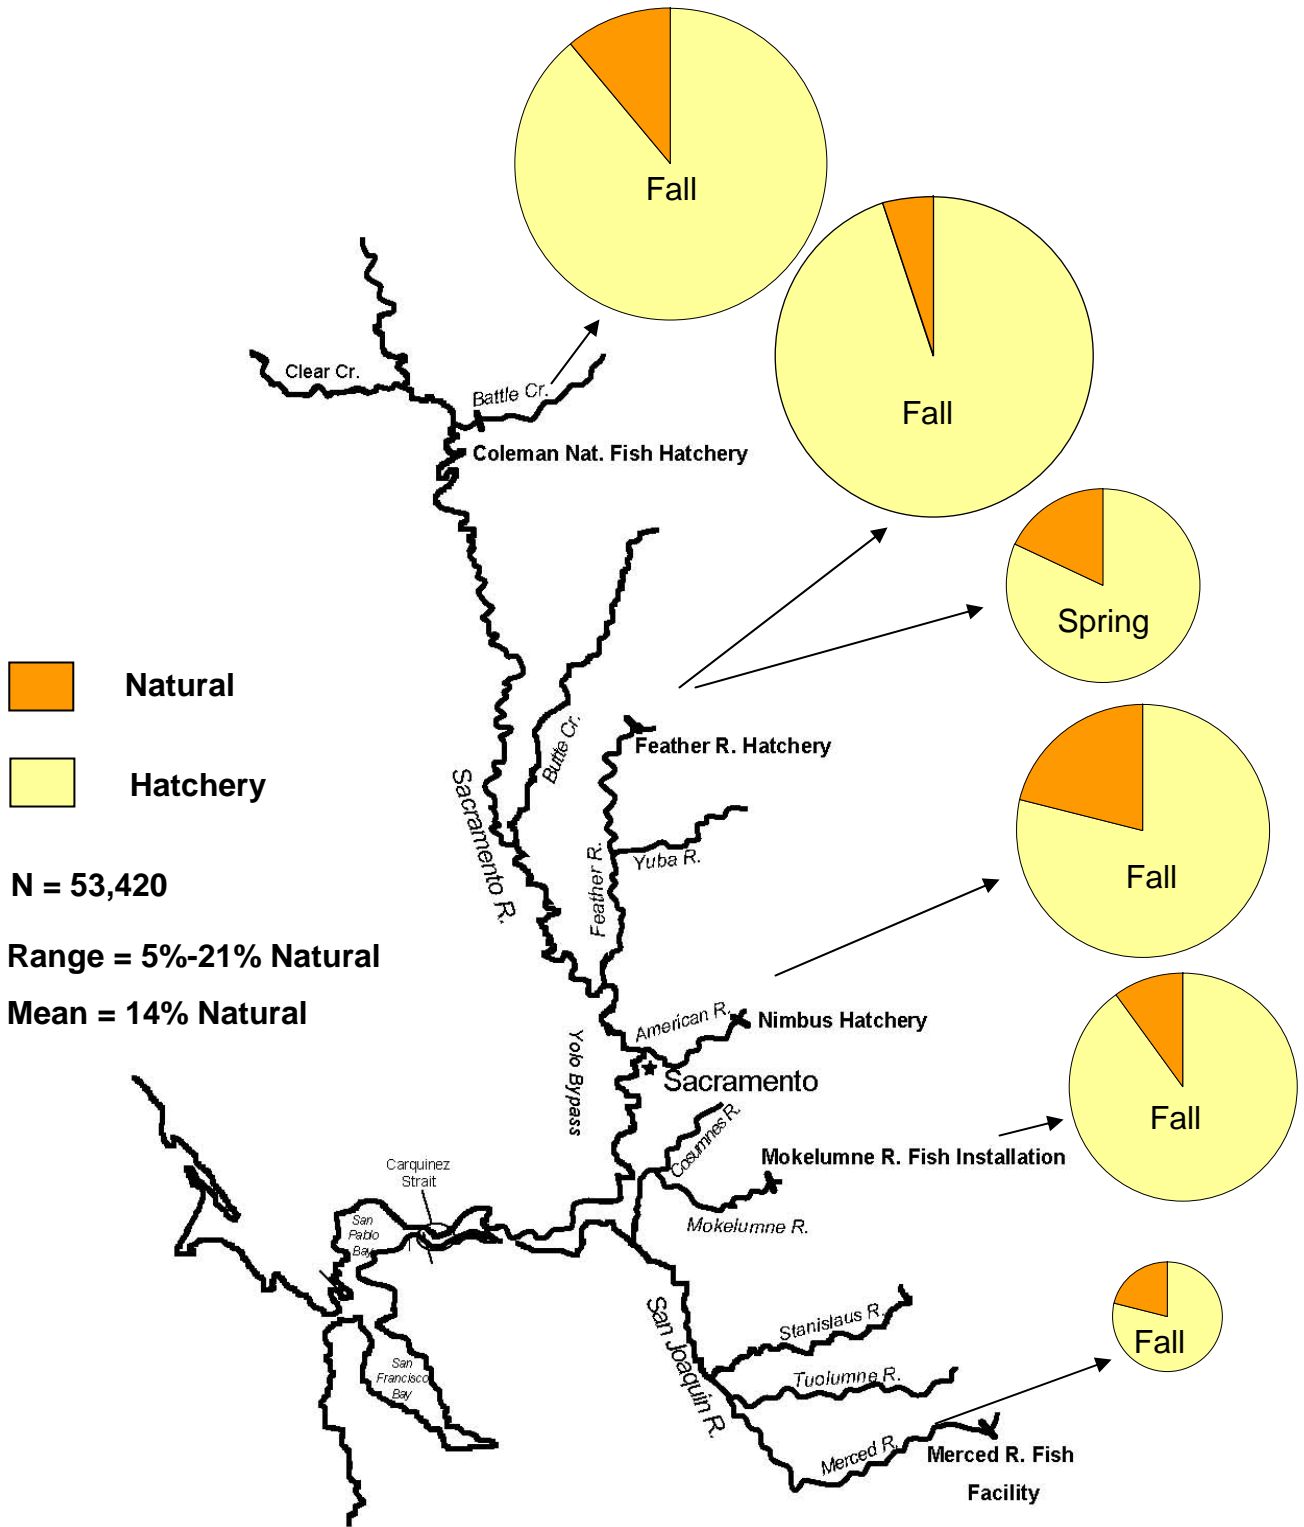 Fall
Fall
Clear Cr.
Battle Cr.
Coleman Nat. Fish Hatchery
Spring
Natural
Hatchery
N = 53,420
Range = 5%-21% Natural
Mean = 14% Natural
Butte Cr.
Feather R. Hatchery
Sacramento R.
Feather R.
Yuba R.
Fall
American R.
Nimbus Hatchery
Yolo Bypass
Sacramento
Cosumnes R.
Fall
Mokelumne R. Fish Installation
Mokelumne R.
Carquinez
Strait
San
Pablo
Bay
San Joaquin R.
Stanislaus R.
Fall
San
Francisco
Bay
Tuolumne R.
Merced R.
Merced R. Fish
Facility